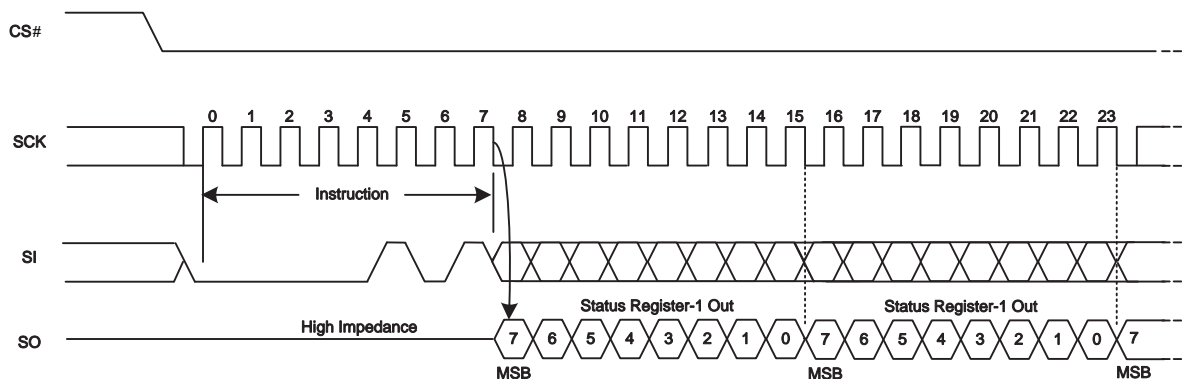 CS#
SCK
0 1 2 3 4 5 6 7 8 9 10 11 12 13 14 15 16 17 18 19 20 21 22 23
Instruction
SI
Status Register-1 Out Status Register-1 Out
High Impedance
SO
7 6 5 4 3 2 1 0 7 6 5 4 3 2 1 0 7
MSB MSB MSB